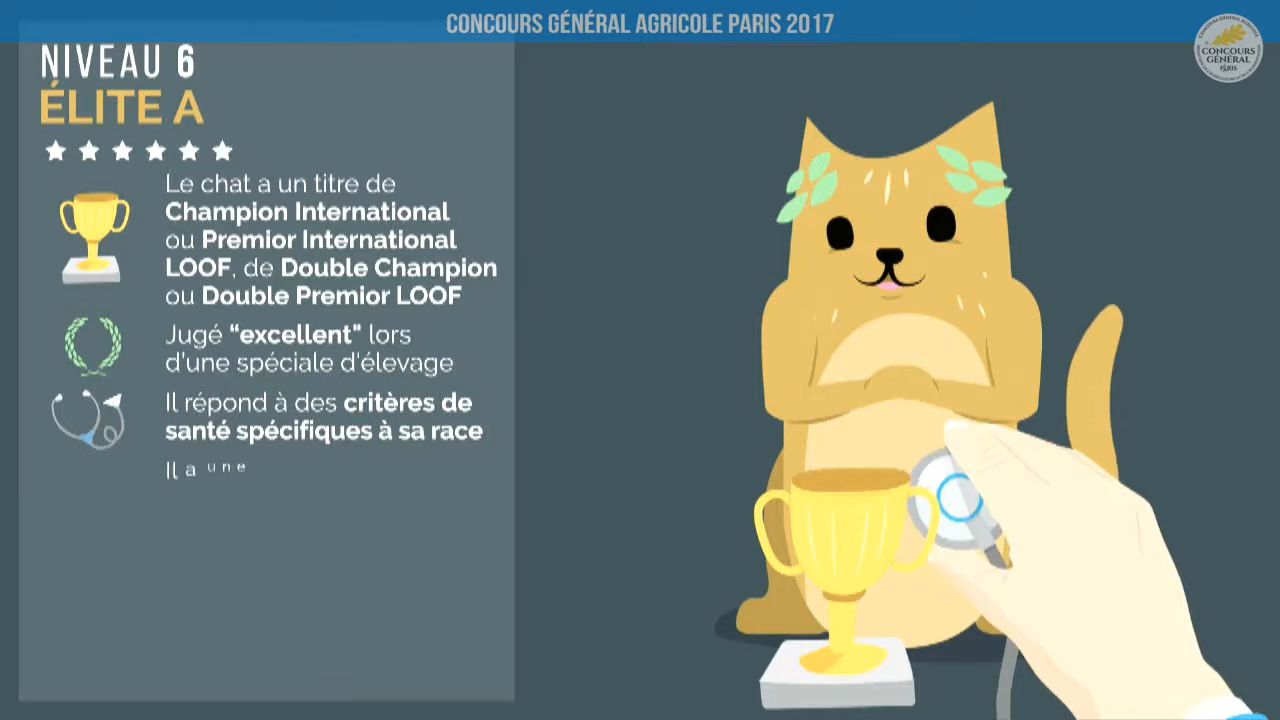 CONCOURS GÉNÉRAL AGRICOLE PARIS 2017
CONCOURS
GÉNÉRAL
PARIS
NIVEAU 6
ÉLITE A
Le chat a un titre de
Champion International
ou Premior International
LOOF, de Double Champion
ou Double Premior LOOF
Jugé “excellent" lors
d'une spéciale d'élevage
Il répond à des critères de
santé spécifiques à sa race
Il a une